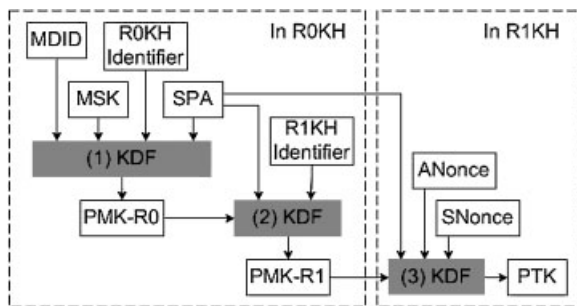 In R0KH
In R1KH
MDID
R0KH
Identifier
MSK
SPA
R1KH
Identifier
(1) KDF
ANonce
PMK-R0
(2) KDF
SNonce
PMK-R1
(3) KDF
PTK